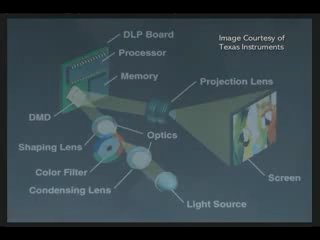 Image Courtesy of
Texas Instruments
DLP Board
Processor
Memory
Projection Lens
DMD
Optics
Shaping Lens
Color Filter
Condensing Lens
Light Source
Screen